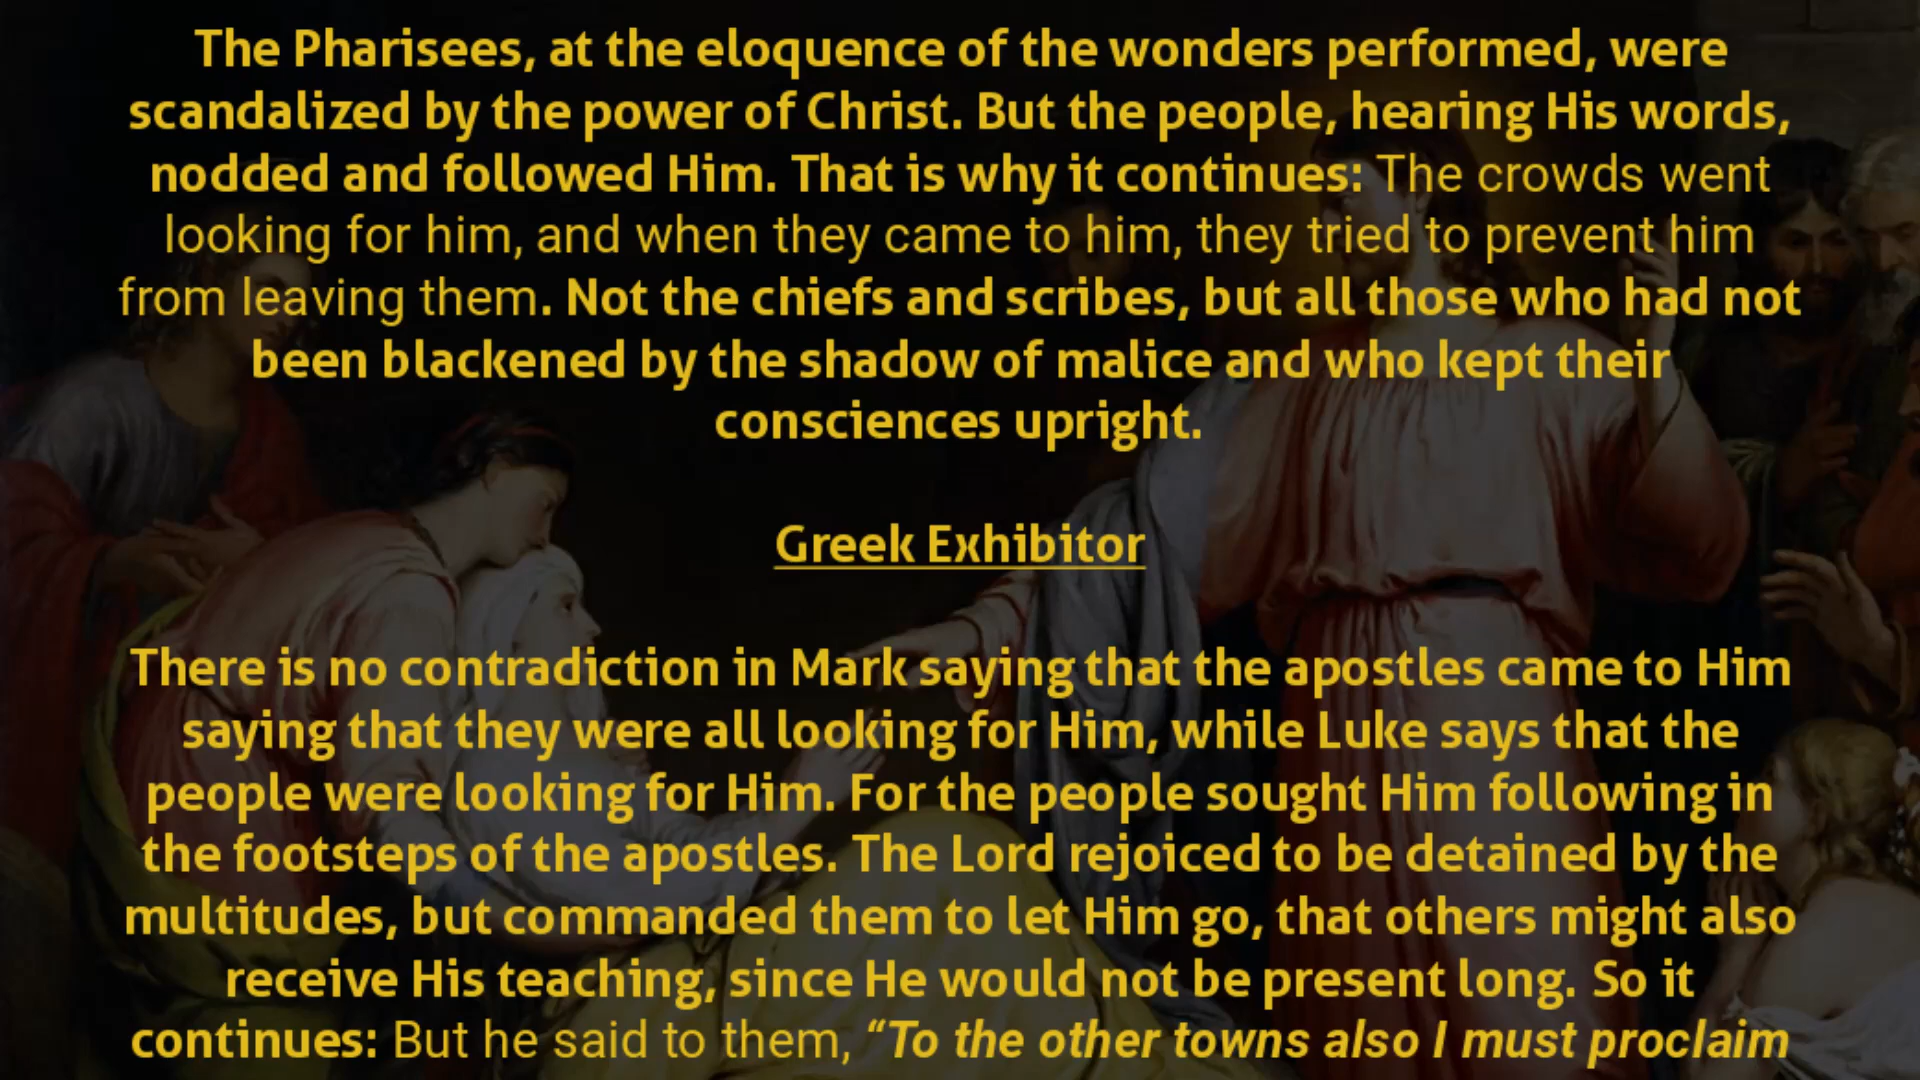 The Pharisees, at the eloquence of the wonders performed, were
scandalized by the power of Christ. But the people, hearing His words,
nodded and followed Him. That is why it continues: The crowds went
looking for him, and when they came to him, they tried to prevent him
from leaving them. Not the chiefs and scribes, but all those who had not
been blackened by the shadow of malice and who kept their
consciences upright.
Greek Exhibitor
There is no contradiction in Mark saying that the apostles came to Him
saying that they were all looking for Him, while Luke says that the
people were looking for Him. For the people sought Him following in
the footsteps of the apostles. The Lord rejoiced to be detained by the
multitudes, but commanded them to let Him go, that others might also
receive His teaching, since He would not be present long. So it
continues: But he said to them, “To the other towns also I must proclaim